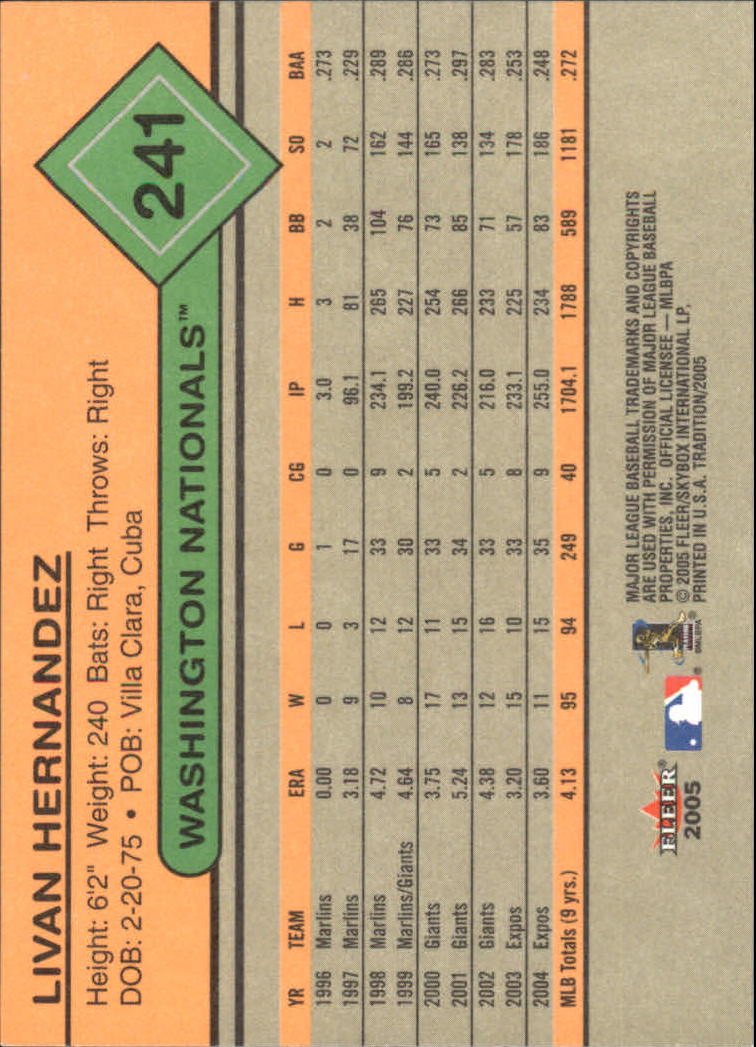 LIVAN HERNANDEZ
Height: 6'2" Weight: 240 Bats: Right Throws: Right
DOB: 2-20-75 • POB: Villa Clara, Cuba
241
WASHINGTON NATIONALS™
YR TEAM ERA W L G CG IP H BB SO BAA
1996 Marlins 0.00 0 0 1 0 3.0 3 2 2 .273
1997 Marlins 3.18 9 3 17 0 96.1 81 38 72 .229
1998 Marlins 4.72 10 12 33 9 234.1 265 104 162 .289
1999 Marlins/Giants 4.64 8 12 30 2 199.2 227 76 144 .286
2000 Giants 3.75 17 11 33 5 240.0 254 73 165 .273
2001 Giants 5.24 13 15 34 2 226.2 266 85 138 .297
2002 Giants 4.38 12 16 33 5 216.0 233 71 134 .283
2003 Expos 3.20 15 10 33 8 233.1 225 57 178 .253
2004 Expos 3.60 11 15 35 9 255.0 234 83 186 .248
MLB Totals (9 yrs.) 4.13 95 94 249 40 1704.1 1788 589 1181 .272
FLEER®
2005
®
©MLBPA
MAJOR LEAGUE BASEBALL TRADEMARKS AND COPYRIGHTS
ARE USED WITH PERMISSION OF MAJOR LEAGUE BASEBALL
PROPERTIES, INC. OFFICIAL LICENSEE — MLBPA
© 2005 FLEER/SKYBOX INTERNATIONAL LP.
PRINTED IN U.S.A. TRADITION/2005